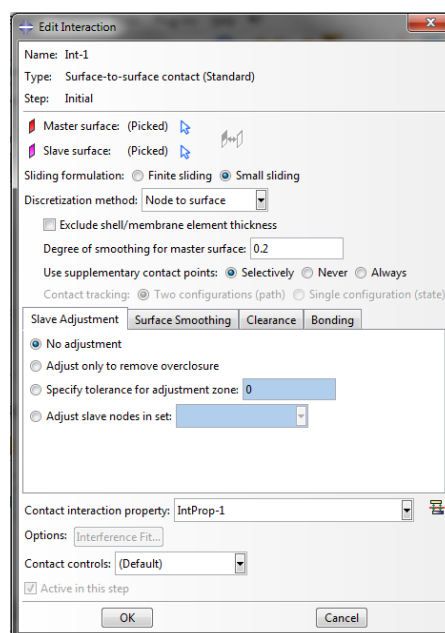 Edit Interaction
Name: Int-1
Type: Surface-to-surface contact (Standard)
Step: Initial
Master surface: (Picked)
Slave surface: (Picked)
Sliding formulation: Finite sliding Small sliding
Discretization method: Node to surface
Exclude shell/membrane element thickness
Degree of smoothing for master surface: 0.2
Use supplementary contact points: Selectively Never Always
Contact tracking: Two configurations (path) Single configuration (state)
Slave Adjustment Surface Smoothing Clearance Bonding
No adjustment
Adjust only to remove overclosure
Specify tolerance for adjustment zone: 0
Adjust slave nodes in set:
Contact interaction property: IntProp-1
Options: Interference Fit...
Contact controls: (Default)
Active in this step
OK Cancel